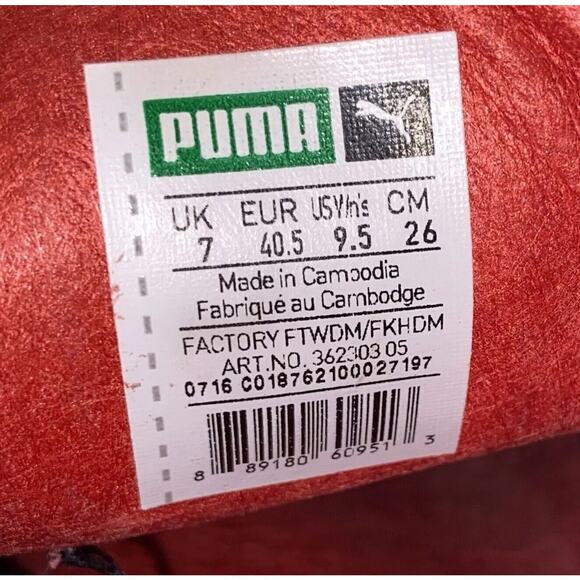 PUMA
UK EUR US W'n's CM
7 40.5 9.5 26
Made in Cambodia
Fabriqué au Cambodge
FACTORY FTWDM/FKHDM
ART.NO. 362303 05
0716 C018762100027197
8 89180 60951 3